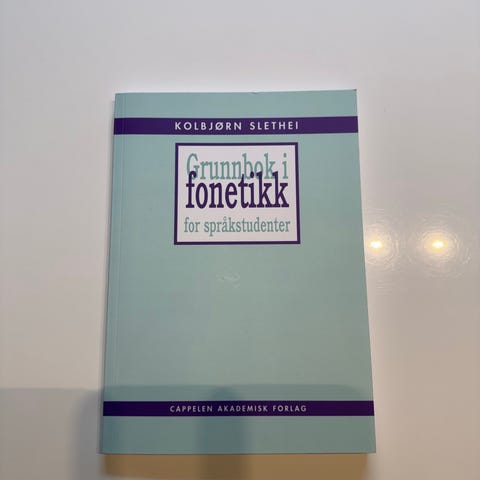 KOLBJØRN SLETHEI
Grunnbok i
fonetikk
for språkstudenter
CAPPELEN AKADEMISK FORLAG